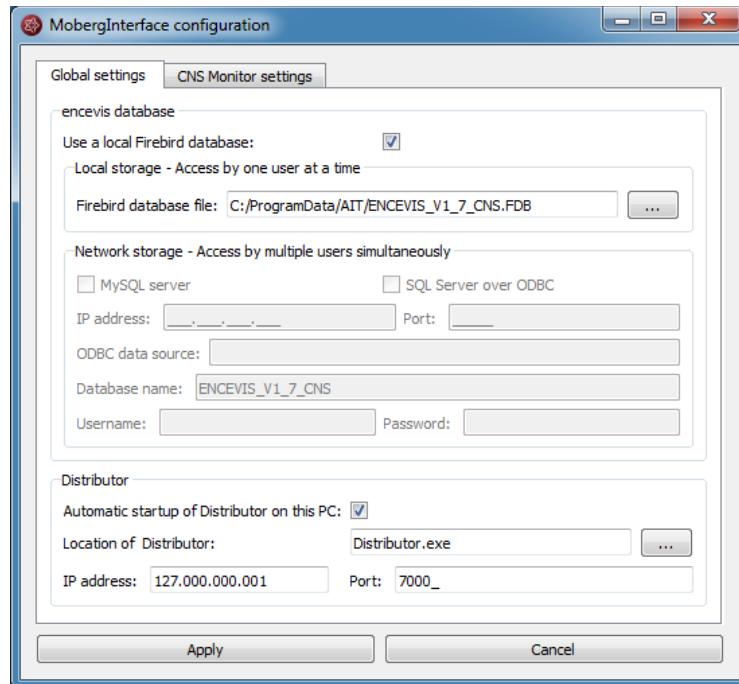 MobergInterface configuration
Global settings CNS Monitor settings
encevis database
Use a local Firebird database:
Local storage - Access by one user at a time
Firebird database file: C:/ProgramData/AIT/ENCEVIS_V1_7_CNS.FDB ...
Network storage - Access by multiple users simultaneously
MySQL server SQL Server over ODBC
IP address: ___.___.___.___ Port: _____
ODBC data source:
Database name: ENCEVIS_V1_7_CNS
Username: Password:
Distributor
Automatic startup of Distributor on this PC:
Location of Distributor: Distributor.exe ...
IP address: 127.000.000.001 Port: 7000_
Apply Cancel